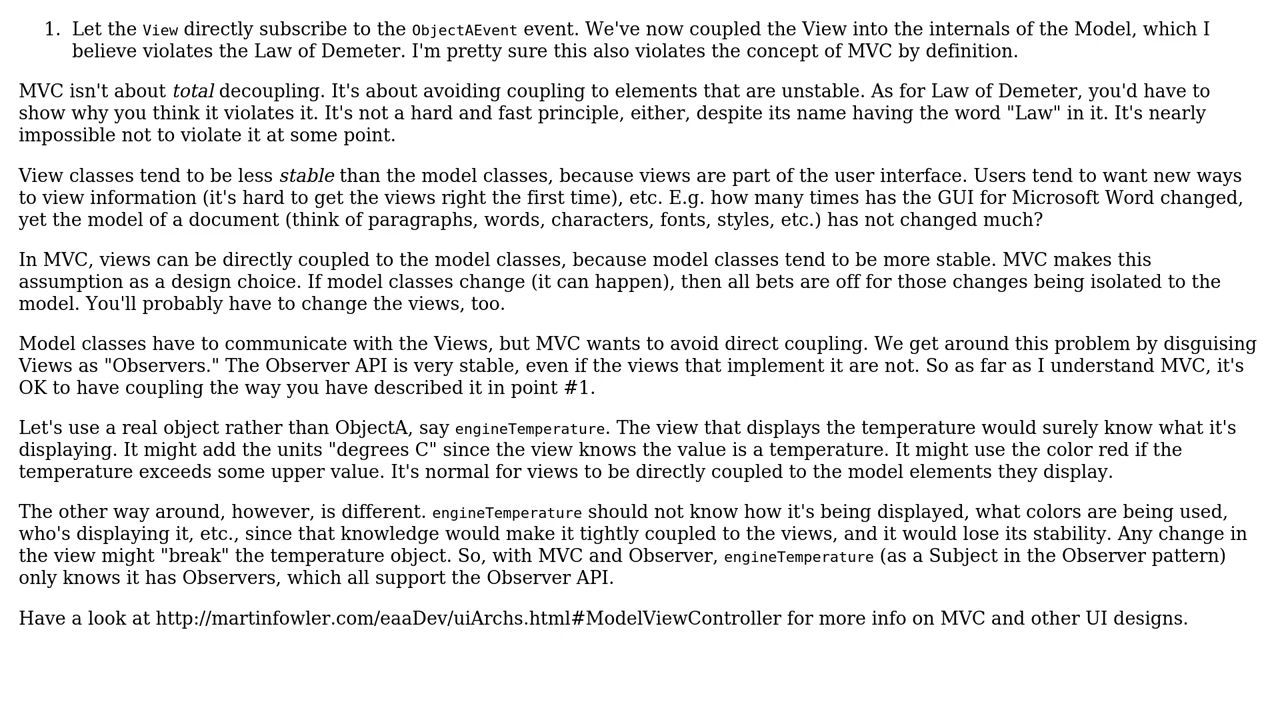 1. Let the View directly subscribe to the ObjectAEvent event. We've now coupled the View into the internals of the Model, which I
believe violates the Law of Demeter. I'm pretty sure this also violates the concept of MVC by definition.
MVC isn't about total decoupling. It's about avoiding coupling to elements that are unstable. As for Law of Demeter, you'd have to
show why you think it violates it. It's not a hard and fast principle, either, despite its name having the word "Law" in it. It's nearly
impossible not to violate it at some point.
View classes tend to be less stable than the model classes, because views are part of the user interface. Users tend to want new ways
to view information (it's hard to get the views right the first time), etc. E.g. how many times has the GUI for Microsoft Word changed,
yet the model of a document (think of paragraphs, words, characters, fonts, styles, etc.) has not changed much?
In MVC, views can be directly coupled to the model classes, because model classes tend to be more stable. MVC makes this
assumption as a design choice. If model classes change (it can happen), then all bets are off for those changes being isolated to the
model. You'll probably have to change the views, too.
Model classes have to communicate with the Views, but MVC wants to avoid direct coupling. We get around this problem by disguising
Views as "Observers." The Observer API is very stable, even if the views that implement it are not. So as far as I understand MVC, it's
OK to have coupling the way you have described it in point #1.
Let's use a real object rather than ObjectA, say engineTemperature. The view that displays the temperature would surely know what it's
displaying. It might add the units "degrees C" since the view knows the value is a temperature. It might use the color red if the
temperature exceeds some upper value. It's normal for views to be directly coupled to the model elements they display.
The other way around, however, is different. engineTemperature should not know how it's being displayed, what colors are being used,
who's displaying it, etc., since that knowledge would make it tightly coupled to the views, and it would lose its stability. Any change in
the view might "break" the temperature object. So, with MVC and Observer, engineTemperature (as a Subject in the Observer pattern)
only knows it has Observers, which all support the Observer API.
Have a look at http://martinfowler.com/eaaDev/uiArchs.html#ModelViewController for more info on MVC and other UI designs.